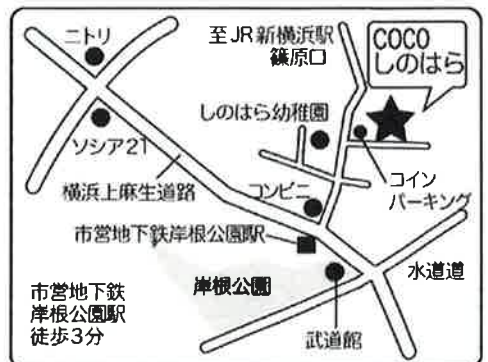 ニトリ
至JR新横浜駅
篠原口
COCO
しのはら
しのはら幼稚園
ソシア21
横浜上麻生道路
コンビニ
コイン
パーキング
市営地下鉄岸根公園駅
水道道
岸根公園
市営地下鉄
岸根公園駅
徒歩3分
武道館